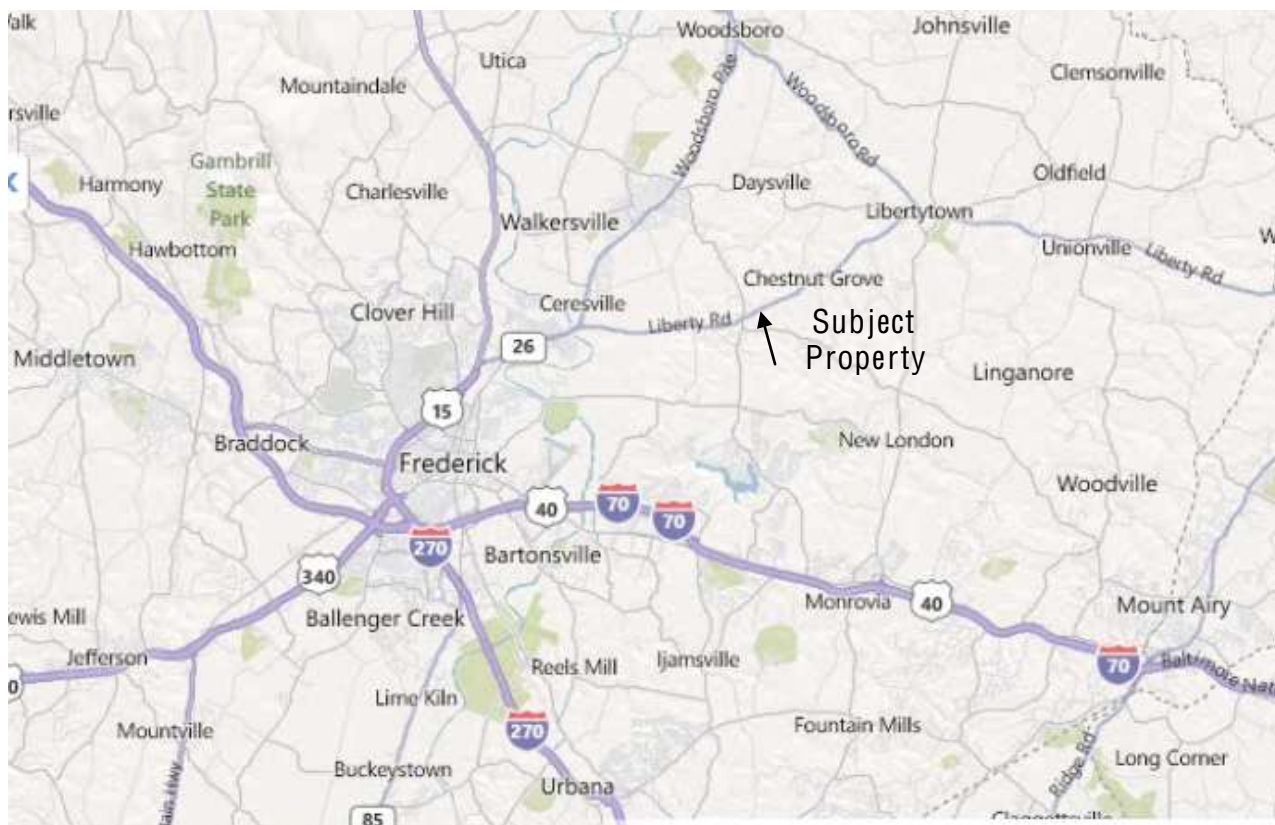 Walk
Woodsboro
Johnsville
Utica
Clemsonville
Mountaindale
Woodsboro Pike
Woodsboro Rd
rsville
Gambrill
State
Park
Harmony
Charlesville
Daysville
Oldfield
Walkersville
Libertytown
Hawbottom
Unionville
Liberty Rd
W
Chestnut Grove
Ceresville
Clover Hill
Liberty Rd
Subject
Property
26
Middletown
Linganore
15
Braddock
Frederick
New London
Woodville
40
70
70
270
Bartonsville
340
Monrovia
40
Mount Airy
ewis Mill
Ballenger Creek
Jefferson
Reels Mill
Ijamsville
70
Baltimore Nat
0
Lime Kiln
Mountville
270
Fountain Mills
Ridge Rd
Long Corner
Buckeystown
Urbana
85
Claggettsville